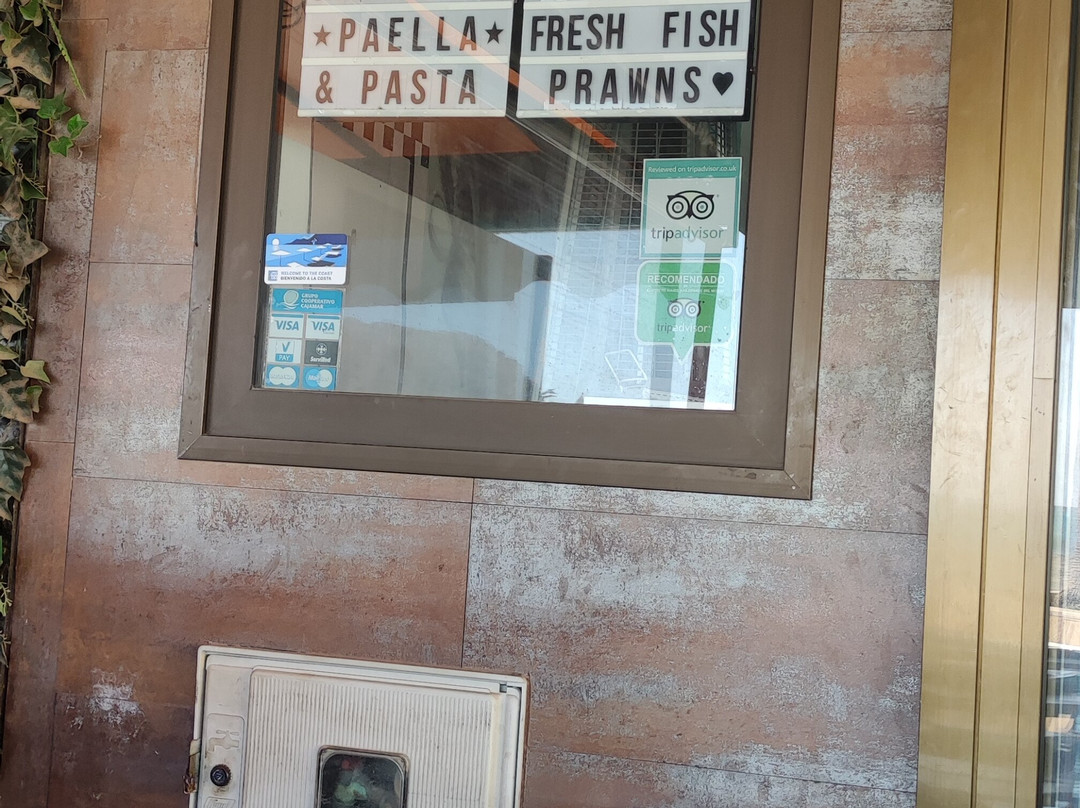 ★PAELLA★
& PASTA
FRESH FISH
PRAWNS♥
Reviewed on tripadvisor.co.uk
tripadvisor
RECOMENDADO
tripadvisor
WELCOME TO THE COAST
BIENVENIDO A LA COSTA
GRUPO
COOPERATIVO
CAJAMAR
VISA VISA
V PAY
ServiRed